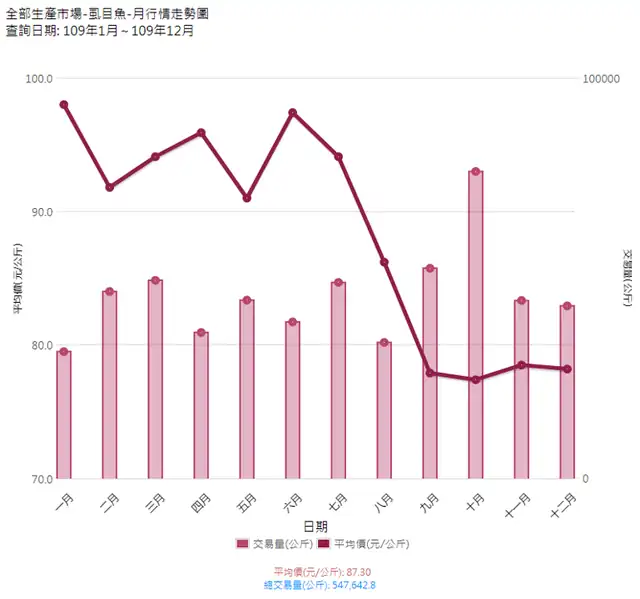 全部生產市場-虱目魚-月行情走勢圖
查詢日期: 109年1月～109年12月
100.0
100000
90.0
80.0
70.0
0
平均價(元/公斤)
交易量(公斤)
一月
二月
三月
四月
五月
六月
七月
八月
九月
十月
十一月
十二月
日期
交易量(公斤) 平均價(元/公斤)
平均價(元/公斤): 87.30
總交易量(公斤): 547,642.8